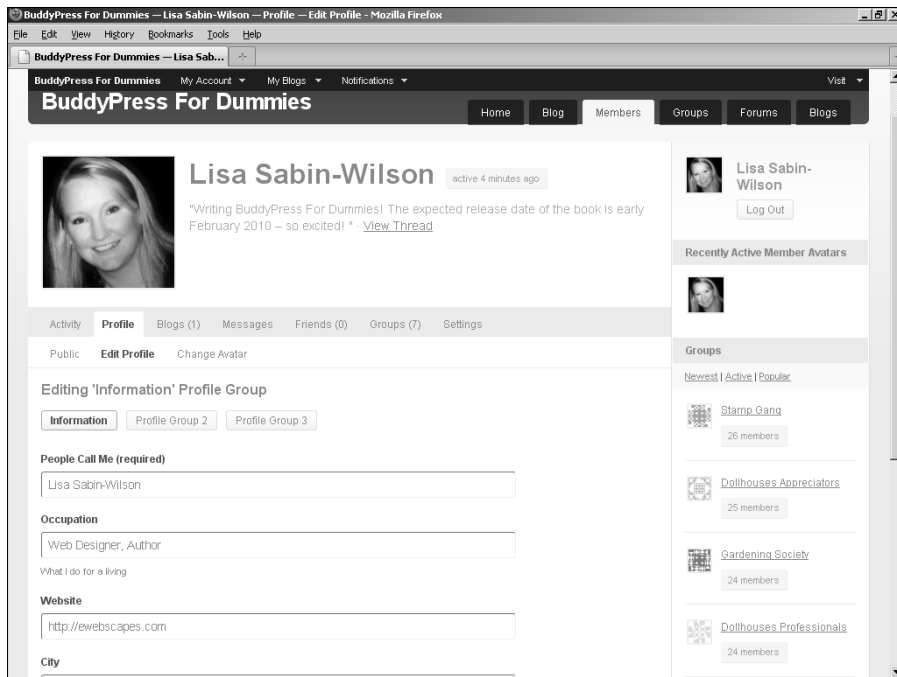 BuddyPress For Dummies — Lisa Sabin-Wilson — Profile — Edit Profile - Mozilla Firefox
File Edit View History Bookmarks Tools Help
BuddyPress For Dummies — Lisa Sab...
BuddyPress For Dummies My Account My Blogs Notifications Visit
BuddyPress For Dummies
Home Blog Members Groups Forums Blogs
Lisa Sabin-Wilson active 4 minutes ago
"Writing BuddyPress For Dummies! The expected release date of the book is early
February 2010 – so excited! " · View Thread
Activity Profile Blogs (1) Messages Friends (0) Groups (7) Settings
Public Edit Profile Change Avatar
Editing 'Information' Profile Group
Information Profile Group 2 Profile Group 3
People Call Me (required)
Lisa Sabin-Wilson
Occupation
Web Designer, Author
What I do for a living
Website
http://ewebscapes.com
City
Lisa Sabin-
Wilson
Log Out
Recently Active Member Avatars
Groups
Newest | Active | Popular
Stamp Gang
26 members
Dollhouses Appreciators
25 members
Gardening Society
24 members
Dollhouses Professionals
24 members